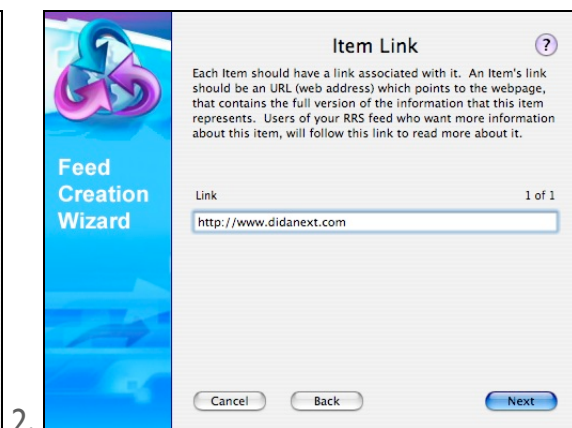 Item Link
?
Each Item should have a link associated with it. An Item's link
should be an URL (web address) which points to the webpage,
that contains the full version of the information that this item
represents. Users of your RRS feed who want more information
about this item, will follow this link to read more about it.
Feed
Creation
Wizard
Link
1 of 1
http://www.didanext.com
Cancel
Back
Next
2.